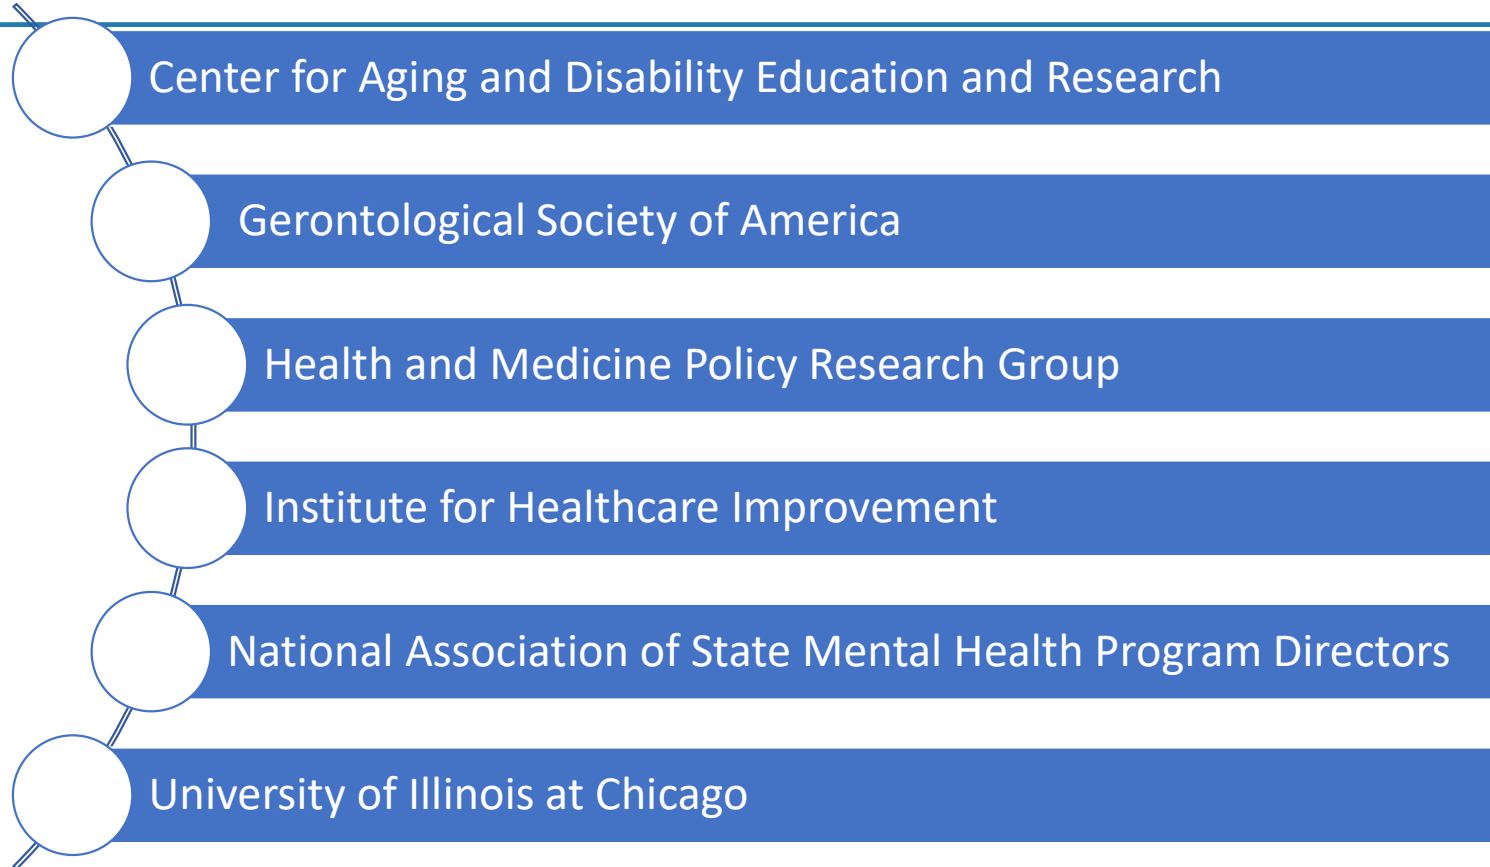 Center for Aging and Disability Education and Research
Gerontological Society of America
Health and Medicine Policy Research Group
Institute for Healthcare Improvement
National Association of State Mental Health Program Directors
University of Illinois at Chicago